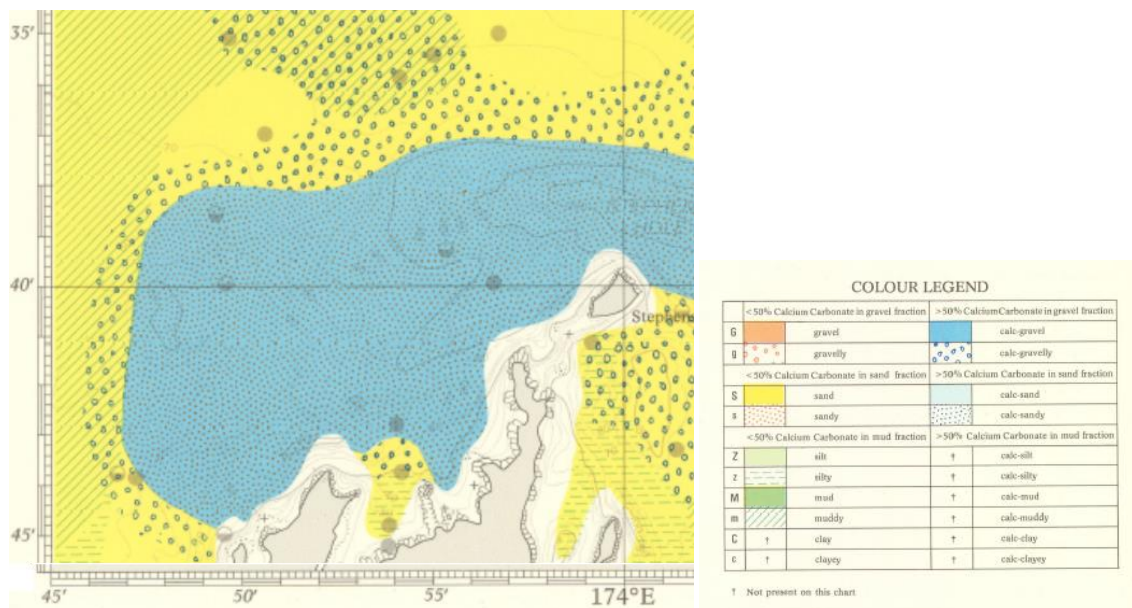 35'
40'
45'
Stephens
45'
50'
55'
174°E
COLOUR LEGEND
<50% Calcium Carbonate in gravel fraction >50% Calcium Carbonate in gravel fraction
G gravel calc-gravel
g gravelly calc-gravelly
<50% Calcium Carbonate in sand fraction >50% Calcium Carbonate in sand fraction
S sand calc-sand
s sandy calc-sandy
<50% Calcium Carbonate in mud fraction >50% Calcium Carbonate in mud fraction
Z silt † calc-silt
z silty † calc-silty
M mud † calc-mud
m muddy † calc-muddy
C † clay † calc-clay
c † clayey † calc-clayey
† Not present on this chart